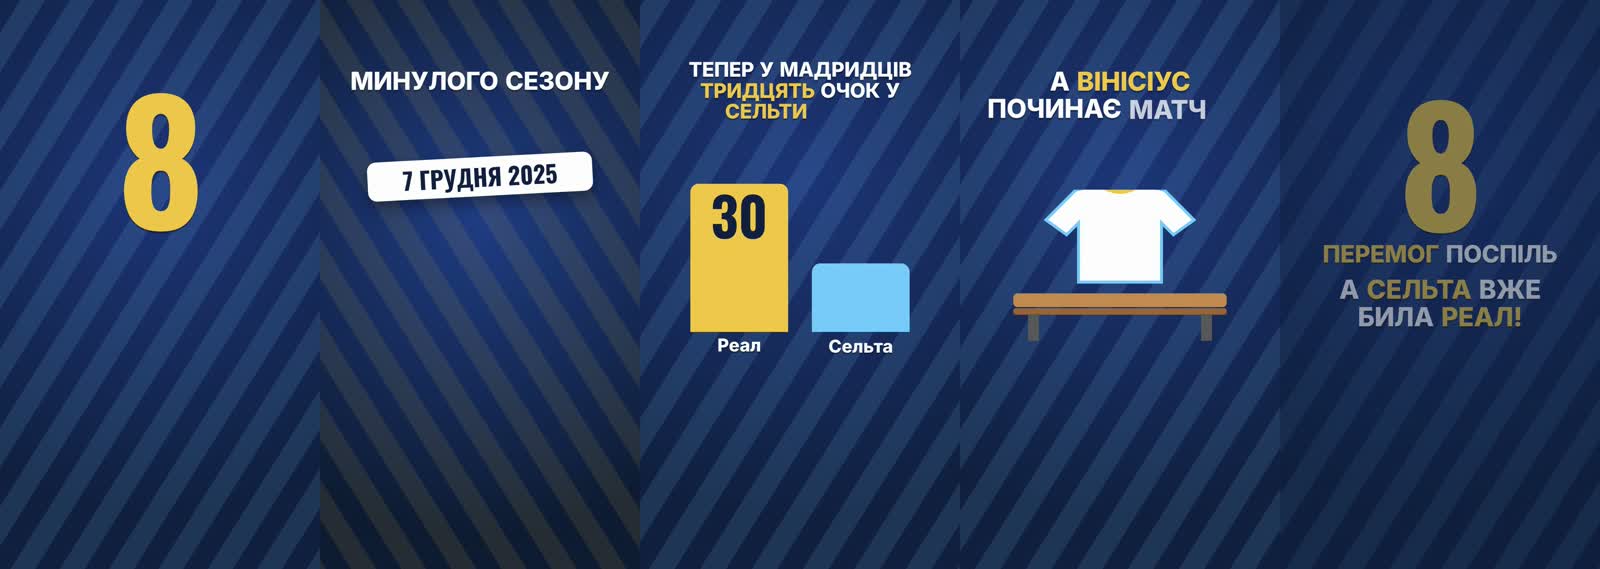 8
МИНУЛОГО СЕЗОНУ
7 ГРУДНЯ 2025
ТЕПЕР У МАДРИДЦІВ
ТРИДЦЯТЬ ОЧОК У
СЕЛЬТИ
30
Реал
Сельта
А ВІНІСІУС
ПОЧИНАЄ МАТЧ
8
ПЕРЕМОГ ПОСПІЛЬ
А СЕЛЬТА ВЖЕ
БИЛА РЕАЛ!